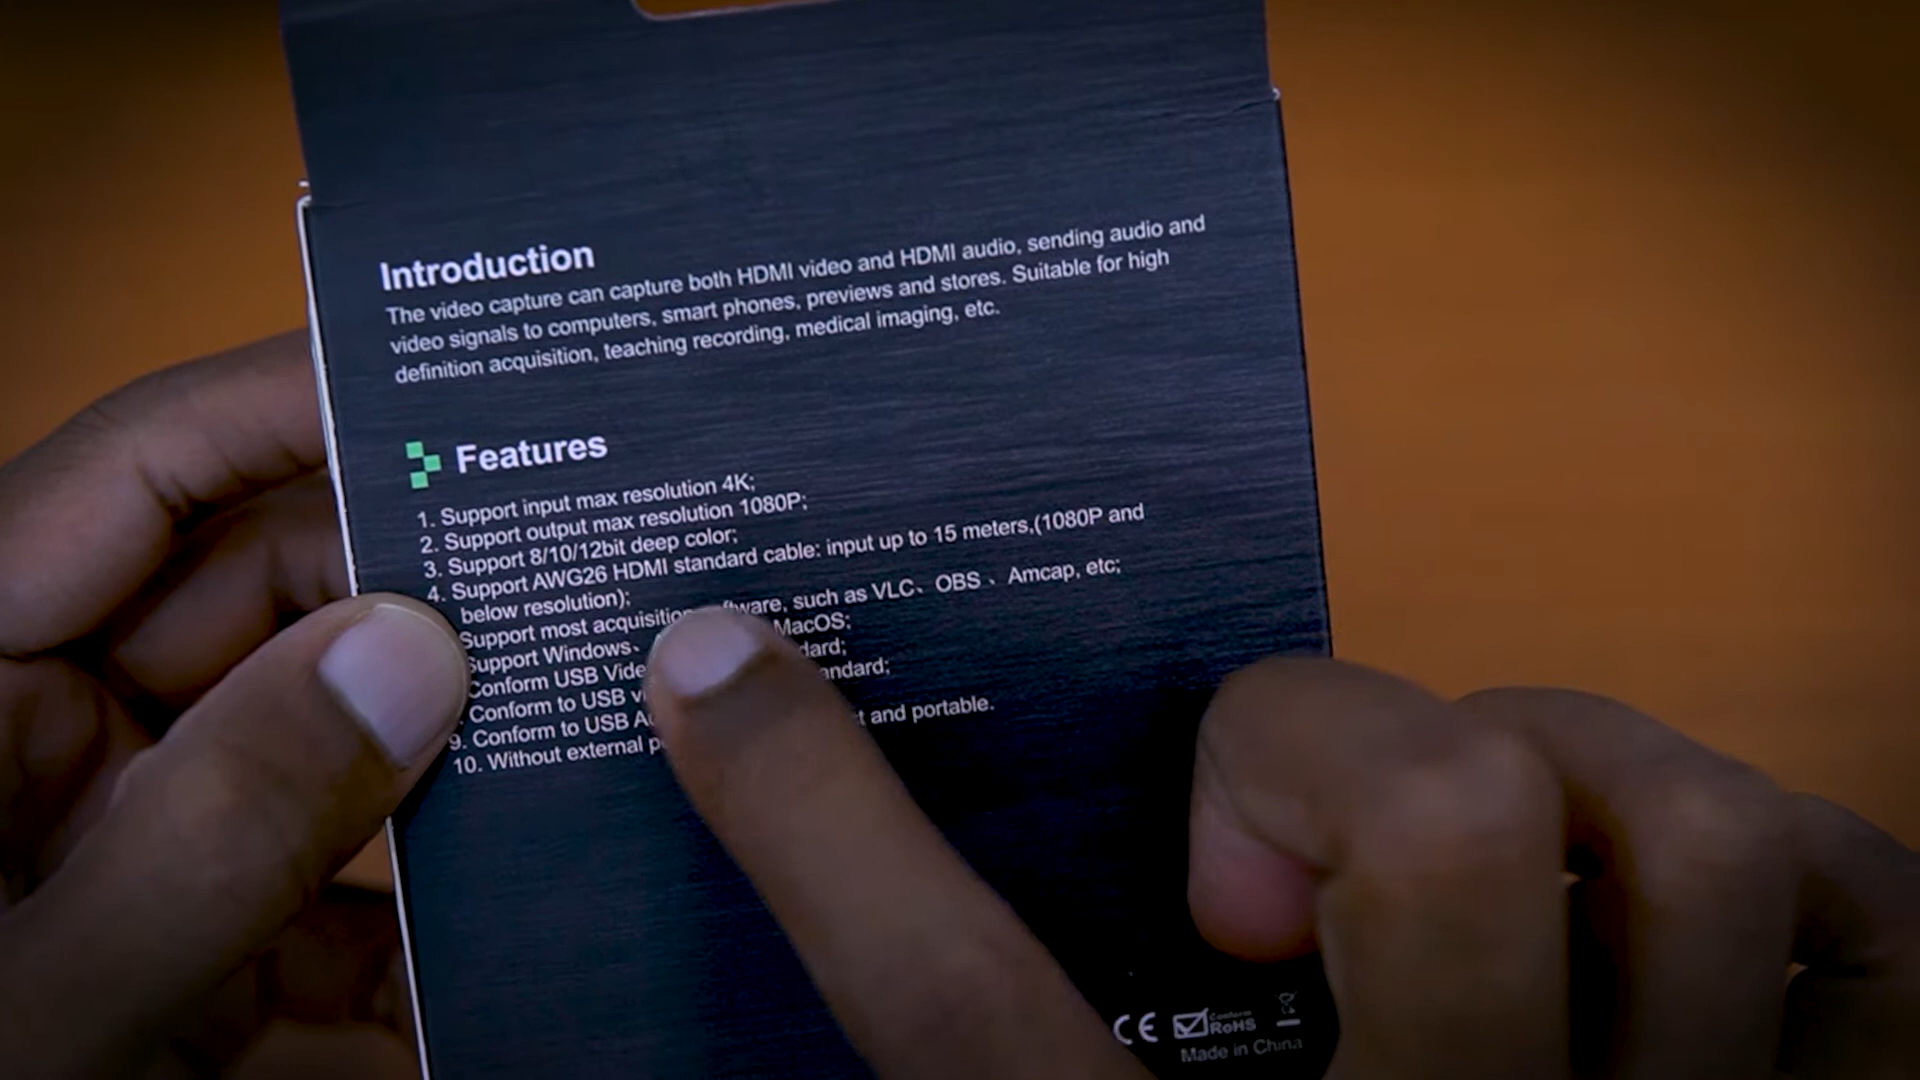 Introduction
The video capture can capture both HDMI video and HDMI audio, sending audio and
video signals to computers, smart phones, previews and stores. Suitable for high
definition acquisition, teaching recording, medical imaging, etc.
Features
1. Support input max resolution 4K;
2. Support output max resolution 1080P;
3. Support 8/10/12bit deep color;
4. Support AWG26 HDMI standard cable: input up to 15 meters,(1080P and
below resolution);
Support most acquisition such as VLC、OBS 、Amcap, etc;
Support Windows、 MacOS;
Conform USB
Conform to USB
9. Conform to USB
10. Without external and portable.
CE
Conform
RoHS
Made in China